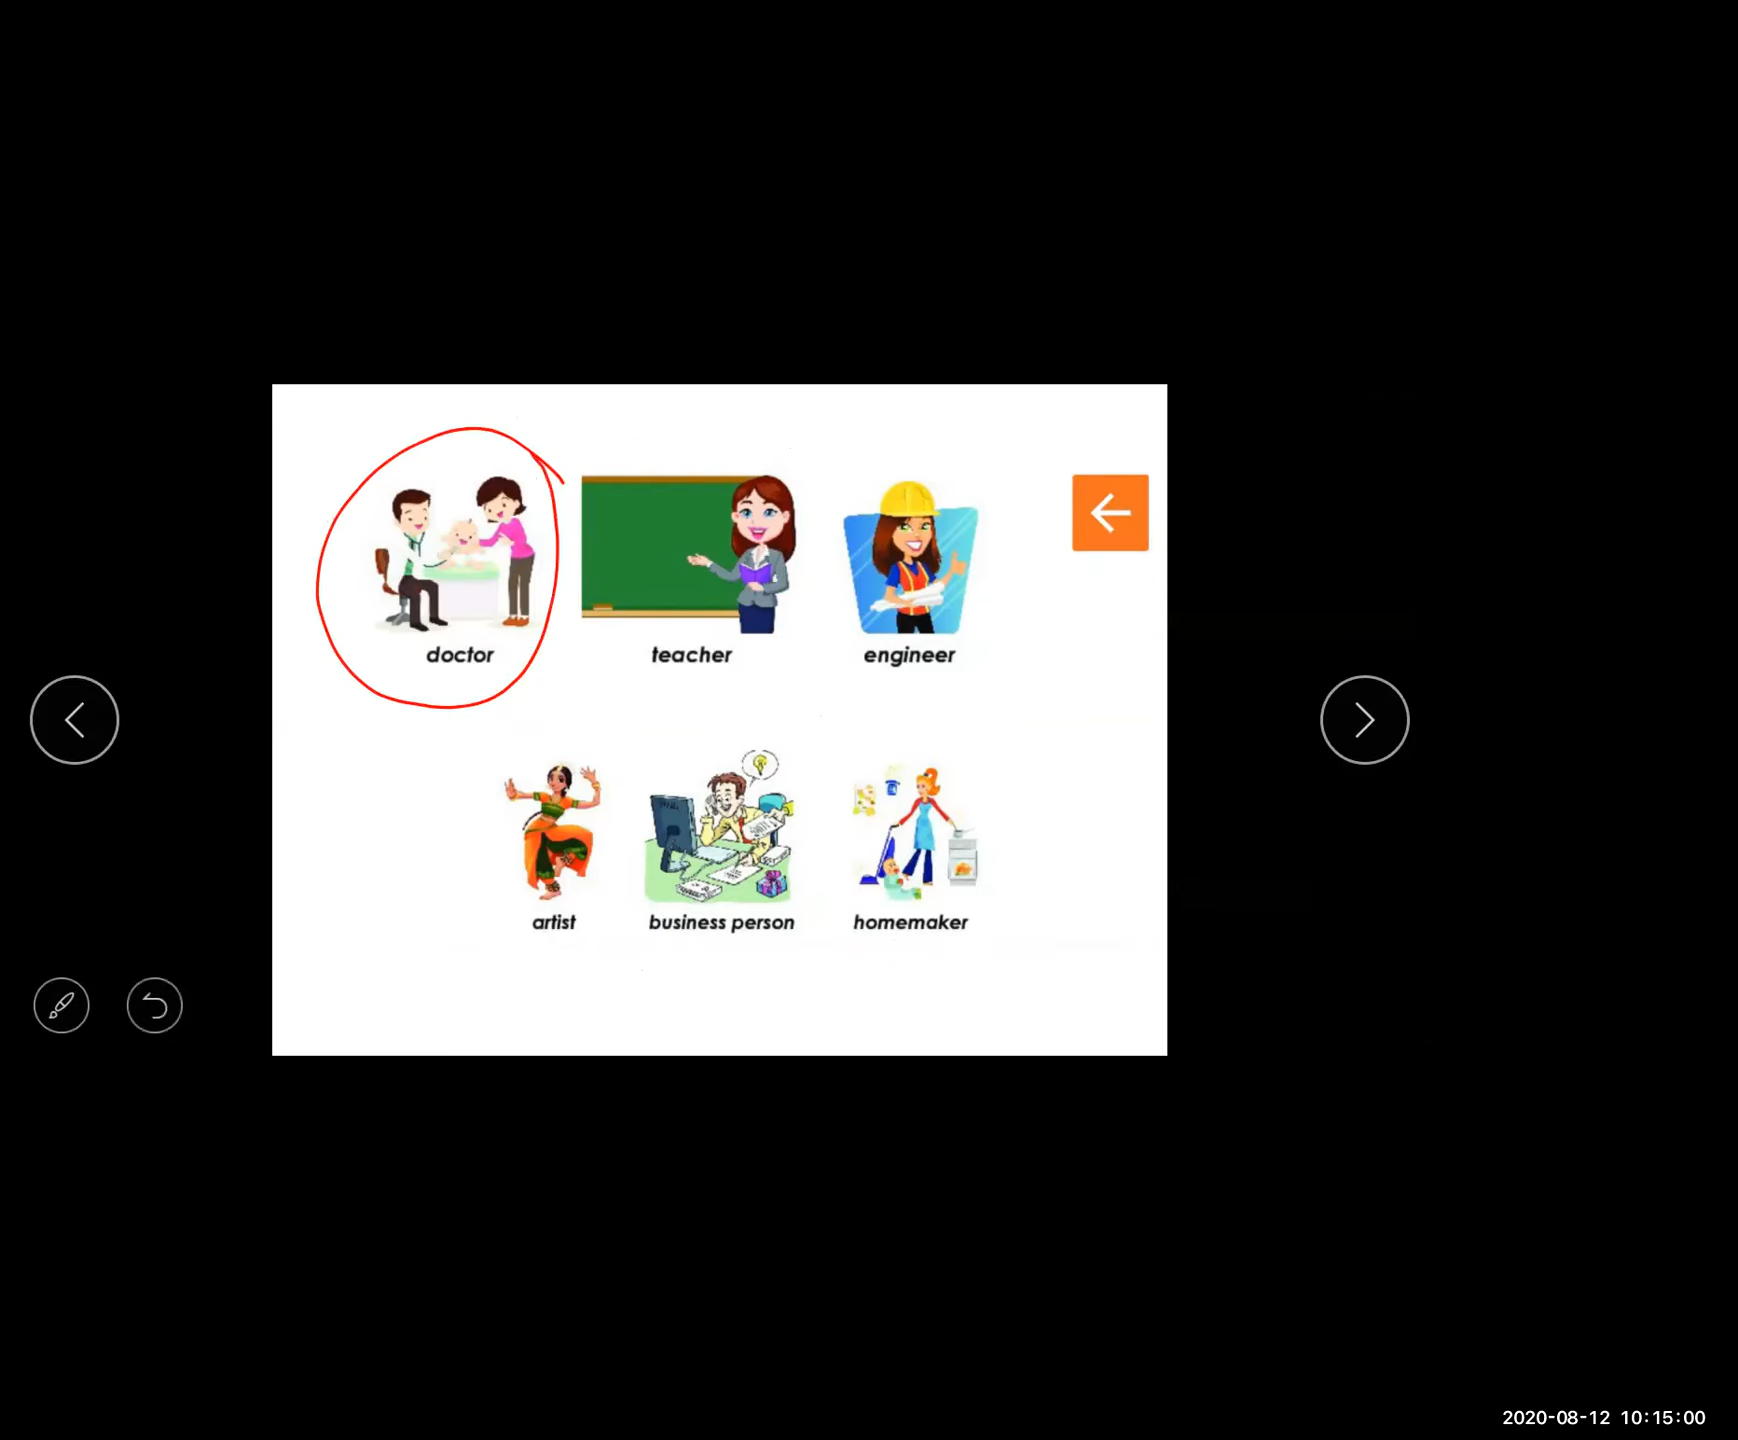 doctor
teacher
engineer
artist
business person
homemaker
2020-08-12 10:15:00